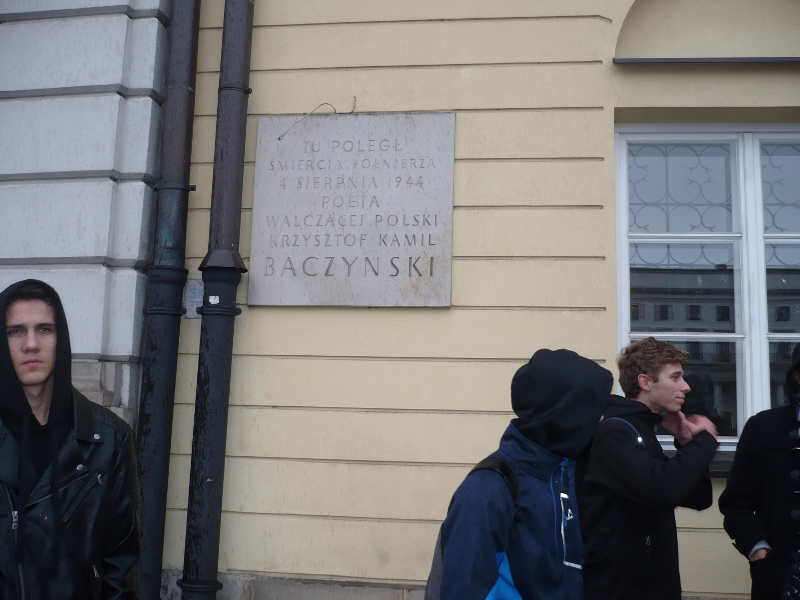 TU POLEGŁ
ŚMIERCIĄ ŻOŁNIERZA
4 SIERPNIA 1944
POETA
WALCZĄCEJ POLSKI
KRZYSZTOF KAMIL
BACZYŃSKI